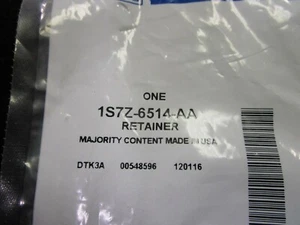 ONE
1S7Z-6514-AA
RETAINER
MAJORITY CONTENT MADE IN USA
DTK3A 00548596 120116